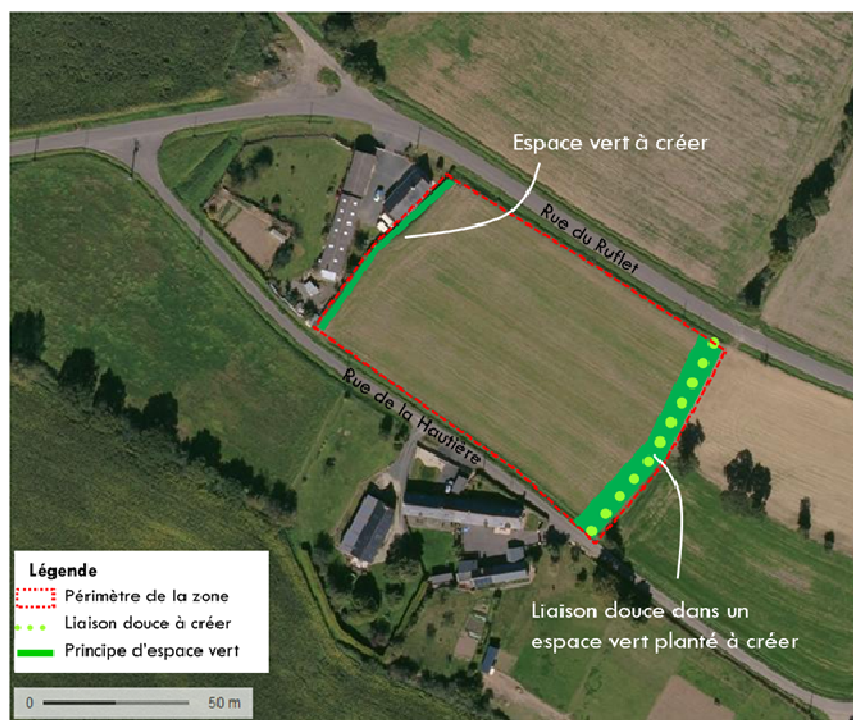 Espace vert à créer
Rue du Ruflet
Rue de la Hautière
Liaison douce dans un
espace vert planté à créer
Légende
Périmètre de la zone
Liaison douce à créer
Principe d'espace vert
0 50 m